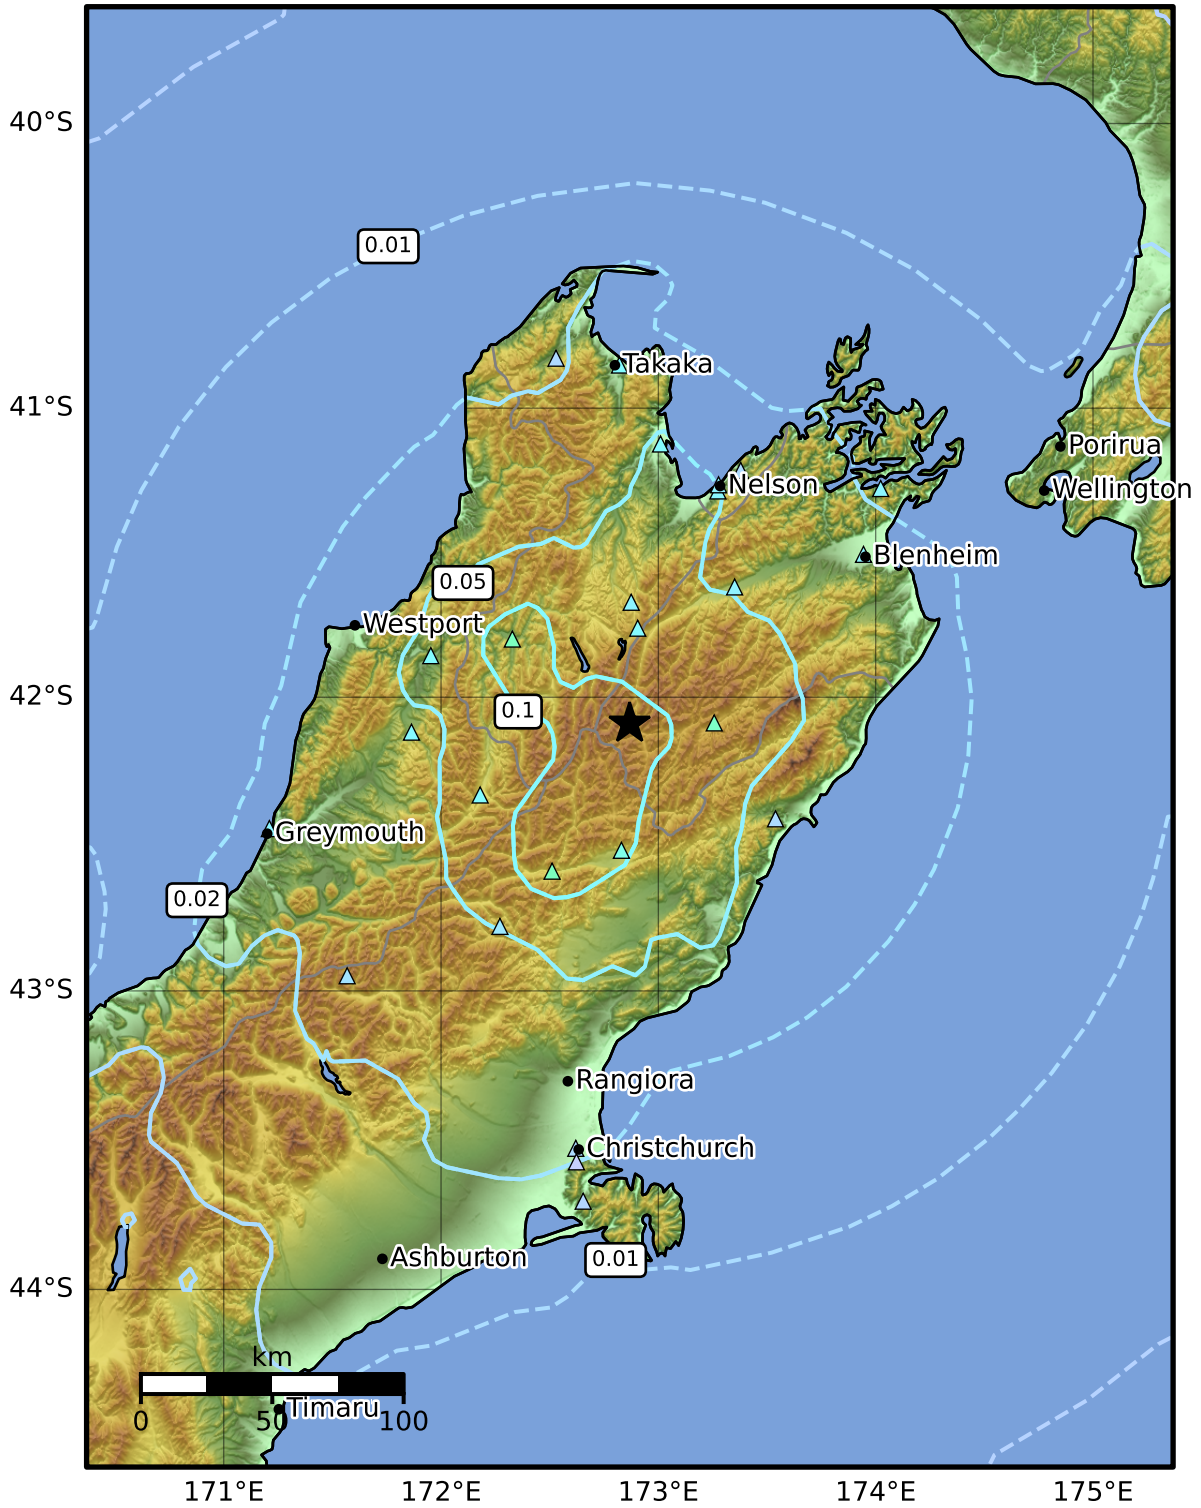 40°S
0.01
Takaka
41°S
Porirua
Nelson
Wellington
Blenheim
0.05
Westport
42°S
0.1
Greymouth
0.02
43°S
Rangiora
Christchurch
Ashburton
0.01
44°S
km
Timaru
0 50 100
171°E 172°E 173°E 174°E 175°E